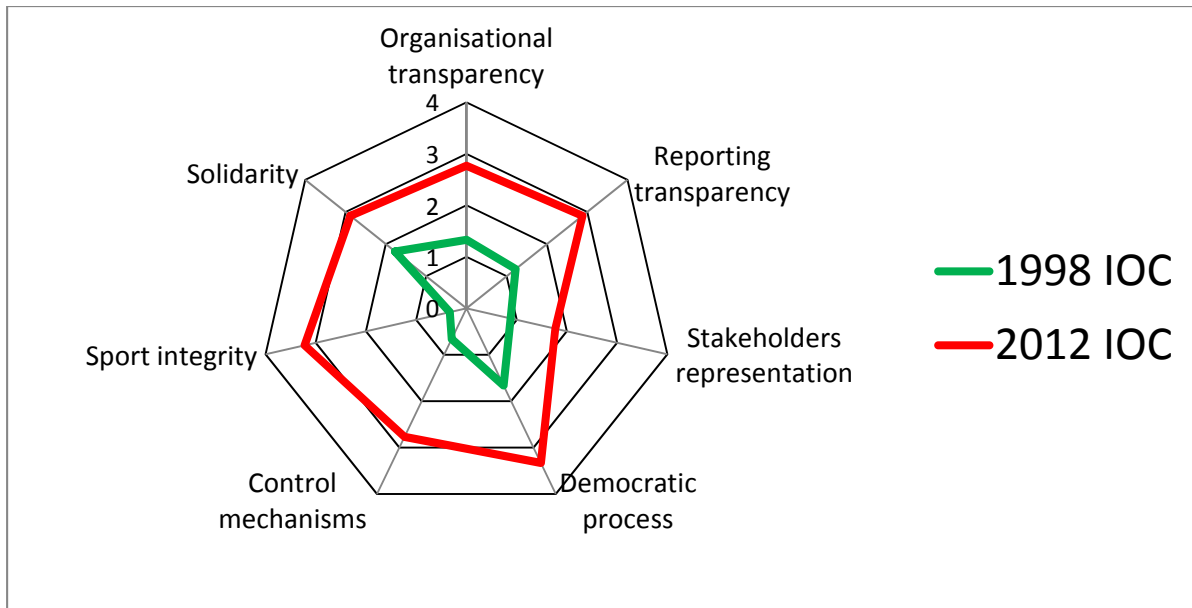 Organisational
transparency
4
3
2
1
0
Reporting
transparency
Stakeholders
representation
Democratic
process
Control
mechanisms
Sport integrity
Solidarity
1998 IOC
2012 IOC